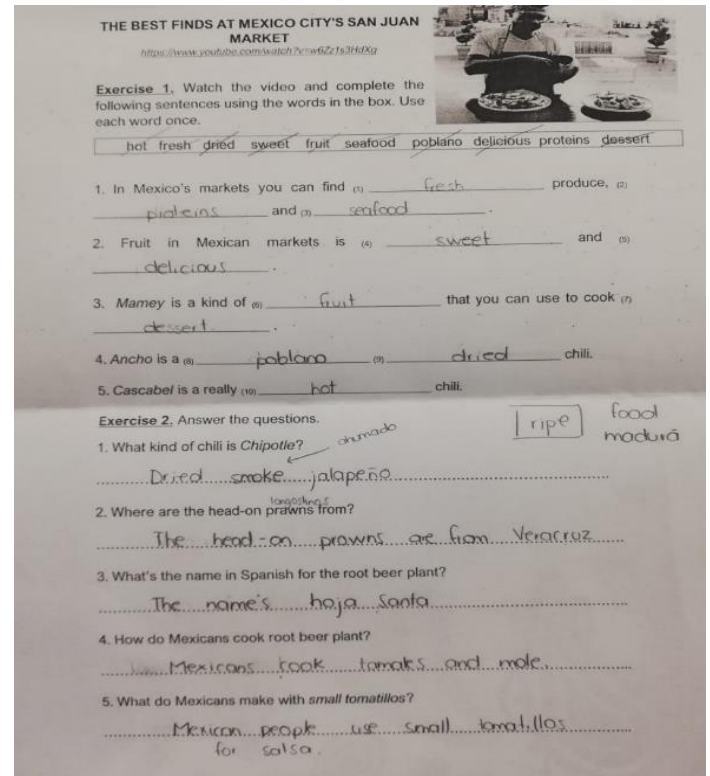 THE BEST FINDS AT MEXICO CITY'S SAN JUAN
MARKET
Exercise 1. Watch the video and complete the
following sentences using the words in the box. Use
each word once.
hot fresh dried sweet fruit seafood poblano delicious proteins dessert
1. In Mexico's markets you can find (1) fresh produce, (2)
proteins and (3) seafood .
2. Fruit in Mexican markets is (4) sweet and (5)
delicious .
3. Mamey is a kind of (6) fruit that you can use to cook (7)
dessert .
4. Ancho is a (8) poblano (9) dried chili.
5. Cascabel is a really (10) hot chili.
Exercise 2. Answer the questions.
ripe food
madura
1. What kind of chili is Chipotle? ahumado
Dried smoke jalapeño
langostinos
2. Where are the head-on prawns from?
The head-on prawns are from Veracruz
3. What's the name in Spanish for the root beer plant?
The name's hoja Santa
4. How do Mexicans cook root beer plant?
Mexicans cook tamales and mole.
5. What do Mexicans make with small tomatillos?
Mexican people use small tomatillos
for salsa.